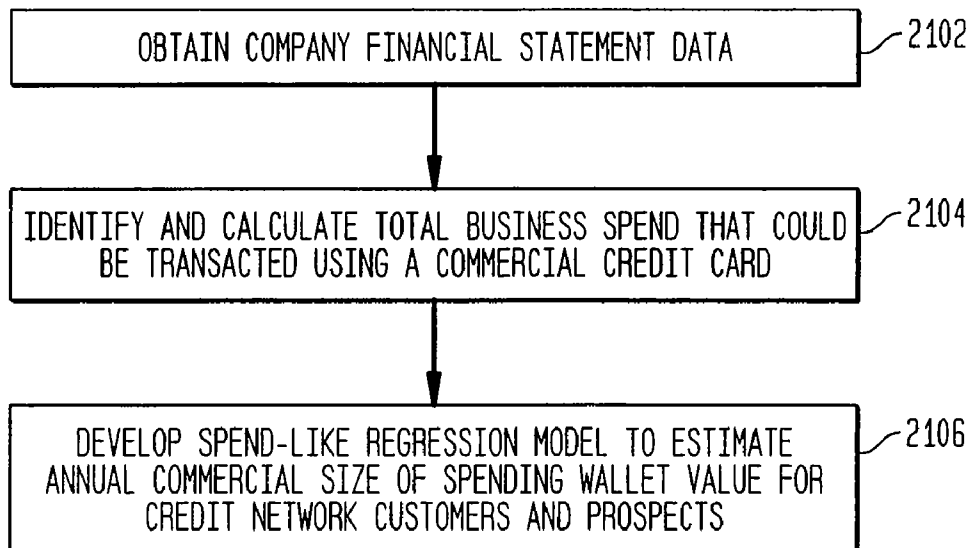 OBTAIN COMPANY FINANCIAL STATEMENT DATA
2102
IDENTIFY AND CALCULATE TOTAL BUSINESS SPEND THAT COULD
BE TRANSACTED USING A COMMERCIAL CREDIT CARD
2104
DEVELOP SPEND-LIKE REGRESSION MODEL TO ESTIMATE
ANNUAL COMMERCIAL SIZE OF SPENDING WALLET VALUE FOR
CREDIT NETWORK CUSTOMERS AND PROSPECTS
2106